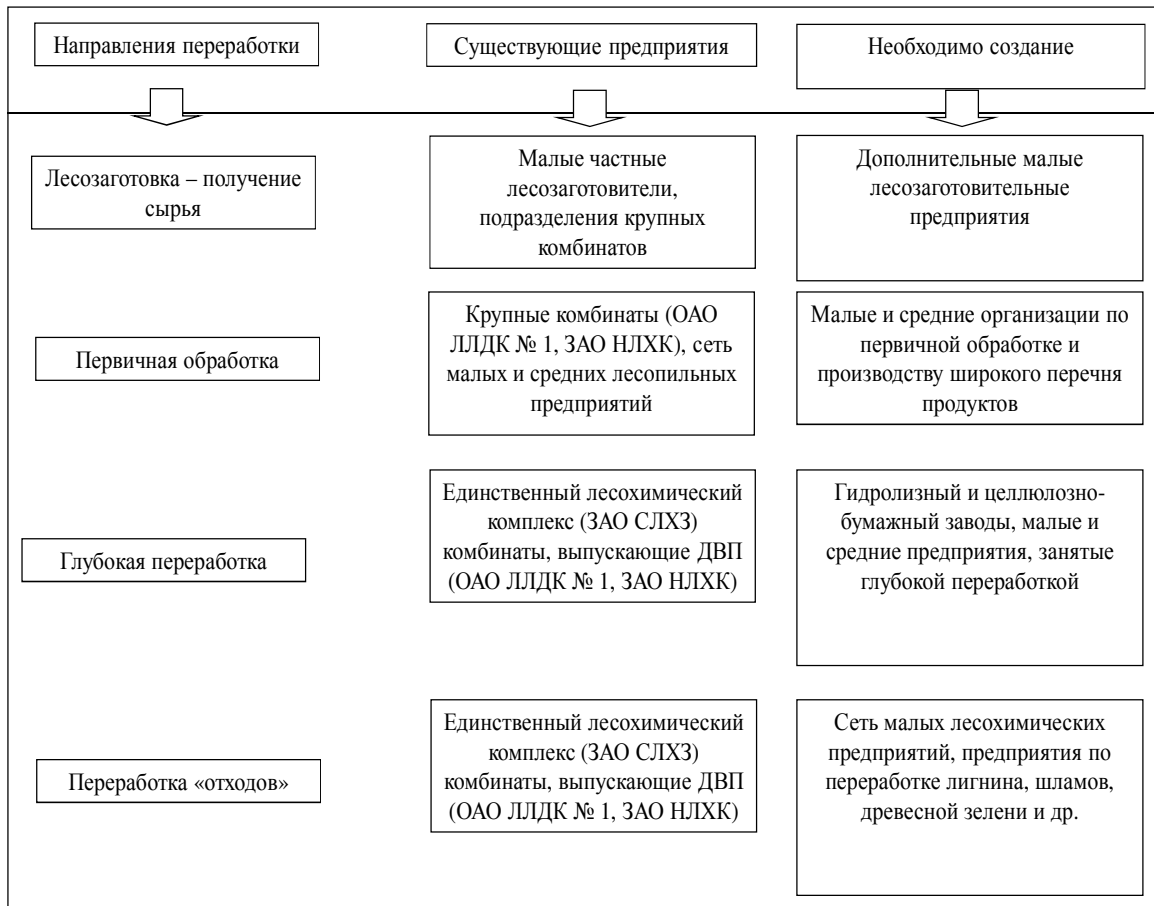 Направления переработки
Существующие предприятия
Необходимо создание
Лесозаготовка – получение
сырья
Малые частные
лесозаготовители,
подразделения крупных
комбинатов
Дополнительные малые
лесозаготовительные
предприятия
Первичная обработка
Крупные комбинаты (ОАО
ЛЛДК № 1, ЗАО НЛХК), сеть
малых и средних лесопильных
предприятий
Малые и средние организации по
первичной обработке и
производству широкого перечня
продуктов
Глубокая переработка
Единственный лесохимический
комплекс (ЗАО СЛХЗ)
комбинаты, выпускающие ДВП
(ОАО ЛЛДК № 1, ЗАО НЛХК)
Гидролизный и целлюлозно-
бумажный заводы, малые и
средние предприятия, занятые
глубокой переработкой
Переработка «отходов»
Единственный лесохимический
комплекс (ЗАО СЛХЗ)
комбинаты, выпускающие ДВП
(ОАО ЛЛДК № 1, ЗАО НЛХК)
Сеть малых лесохимических
предприятий, предприятия по
переработке лигнина, шламов,
древесной зелени и др.